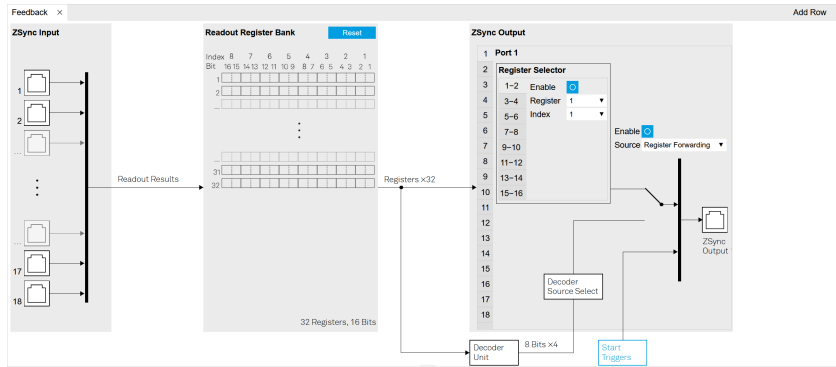 Feedback ×
Add Row
ZSync Input
1
2
...
...
17
18
Readout Results
Readout Register Bank
Reset
Index 8 7 6 5 4 3 2 1
Bit 16 15 14 13 12 11 10 9 8 7 6 5 4 3 2 1
1
2
...
...
31
32
32 Registers, 16 Bits
Registers ×32
ZSync Output
1
2
3
4
5
6
7
8
9
10
11
12
13
14
15
16
17
18
Port 1
Register Selector
1–2
3–4
5–6
7–8
9–10
11–12
13–14
15–16
Enable
Register 1 ▼
Index 1 ▼
Enable
Source Register Forwarding ▼
ZSync
Output
Decoder
Source Select
Decoder
Unit
8 Bits ×4
Start
Triggers